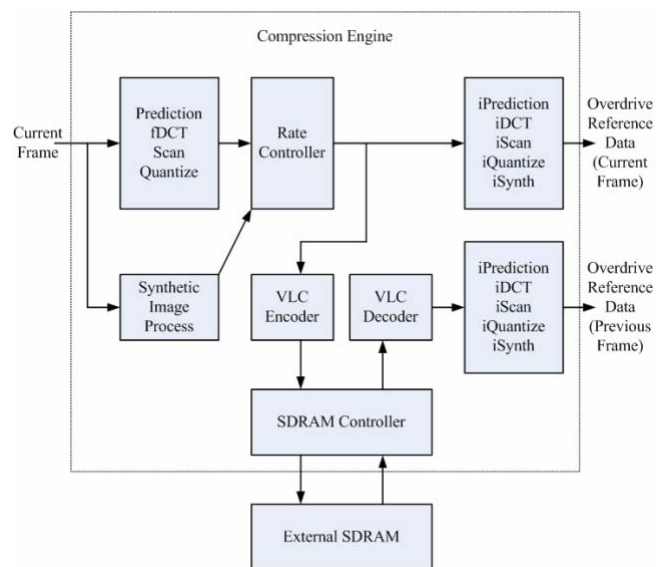 Compression Engine
Current
Frame
Prediction
fDCT
Scan
Quantize
Rate
Controller
iPrediction
iDCT
iScan
iQuantize
iSynth
Overdrive
Reference
Data
(Current
Frame)
Synthetic
Image
Process
VLC
Encoder
VLC
Decoder
iPrediction
iDCT
iScan
iQuantize
iSynth
Overdrive
Reference
Data
(Previous
Frame)
SDRAM Controller
External SDRAM